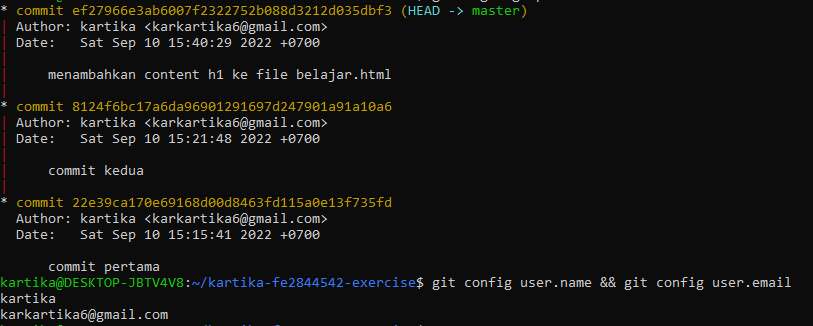 * commit ef27966e3ab6007f2322752b088d3212d035dbf3 (HEAD -> master)
| Author: kartika <karkartika6@gmail.com>
| Date:   Sat Sep 10 15:40:29 2022 +0700
|
|     menambahkan content h1 ke file belajar.html
|
* commit 8124f6bc17a6da96901291697d247901a91a10a6
| Author: kartika <karkartika6@gmail.com>
| Date:   Sat Sep 10 15:21:48 2022 +0700
|
|     commit kedua
|
* commit 22e39ca170e69168d00d8463fd115a0e13f735fd
  Author: kartika <karkartika6@gmail.com>
  Date:   Sat Sep 10 15:15:41 2022 +0700

      commit pertama
kartika@DESKTOP-JBTV4V8:~/kartika-fe2844542-exercise$ git config user.name && git config user.email
kartika
karkartika6@gmail.com